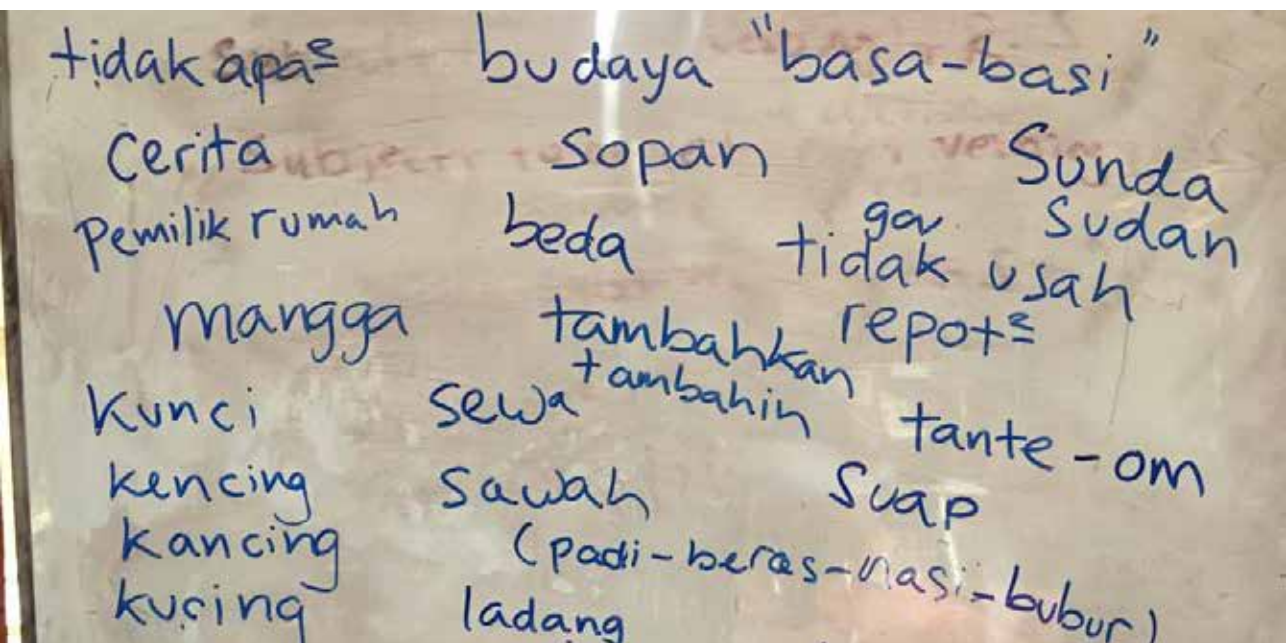 tidak apa² budaya "basa-basi"
cerita sopan Sunda
pemilik rumah beda Sudan
tidak usah
mangga tambahkan repot²
kunci sewa tambahin tante-om
kencing sawah suap
kancing (padi-beras-nasi-bubur)
kucing ladang